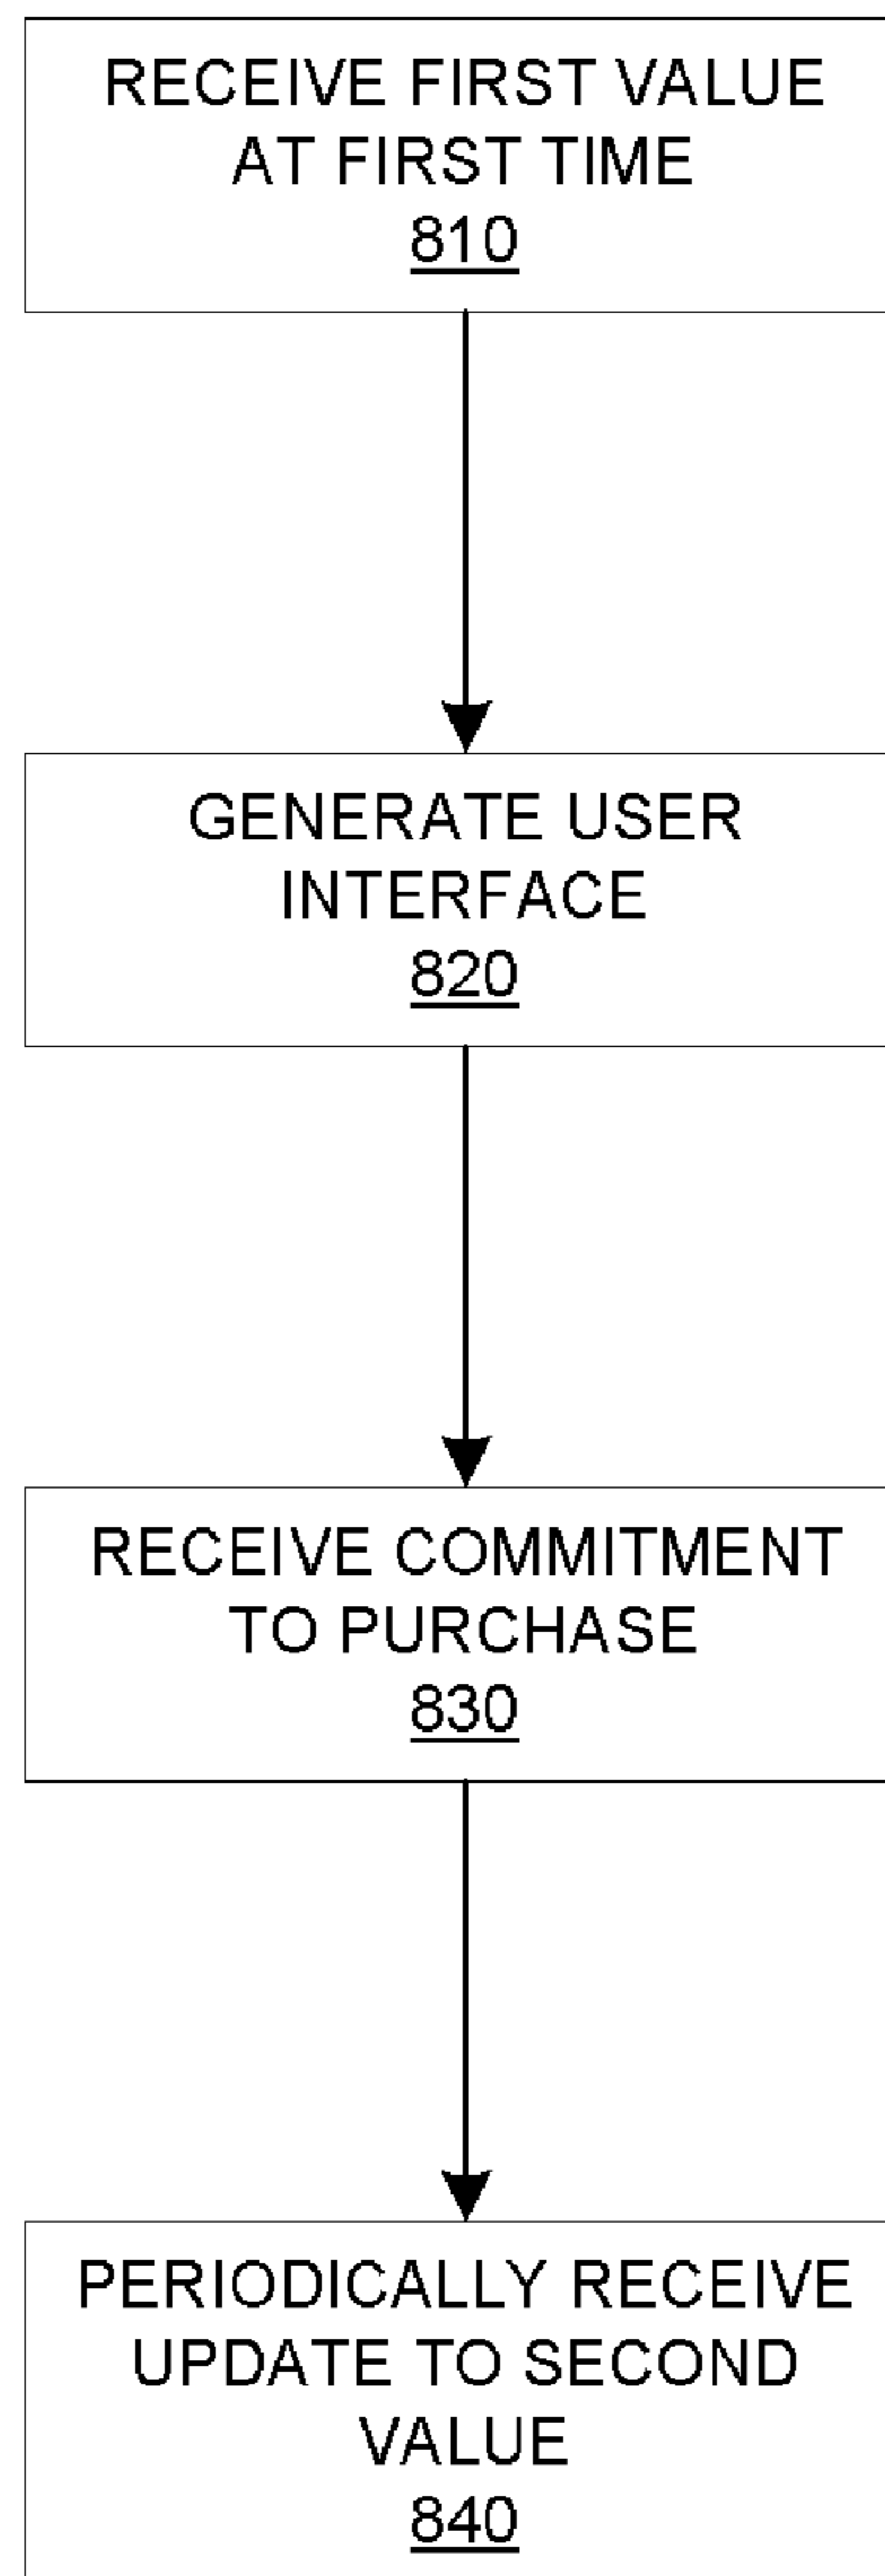 RECEIVE FIRST VALUE
AT FIRST TIME
810
GENERATE USER
INTERFACE
820
RECEIVE COMMITMENT
TO PURCHASE
830
PERIODICALLY RECEIVE
UPDATE TO SECOND
VALUE
840